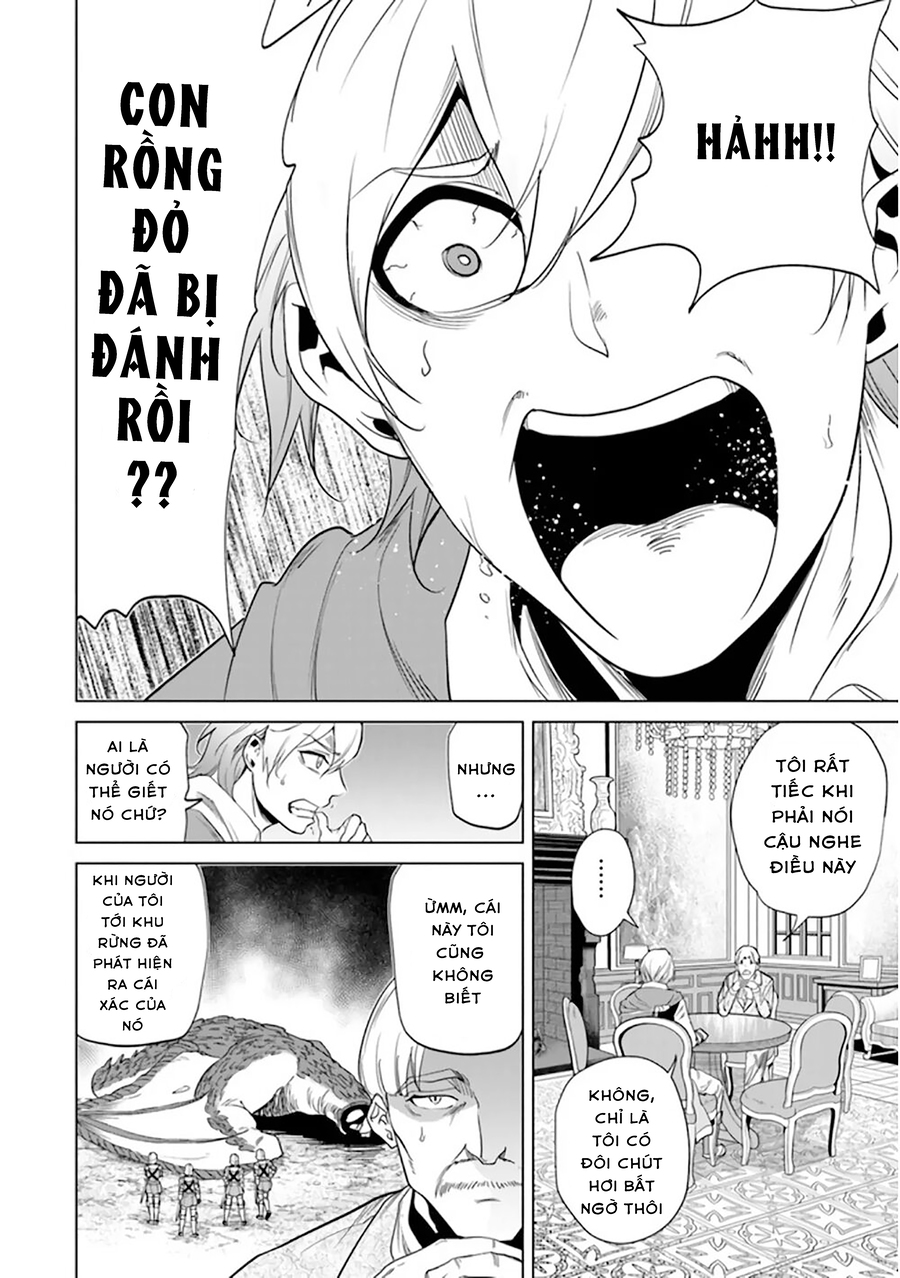 HẢHH!!
CON
RỒNG
ĐỎ
ĐÃ BỊ
ĐÁNH
RỒI
??
TÔI RẤT
TIẾC KHI
PHẢI NÓI
CẬU NGHE
ĐIỀU NÀY
......
KHÔNG,
CHỈ LÀ
TÔI CÓ
ĐÔI CHÚT
HƠI BẤT
NGỜ THÔI
NHƯNG
...
AI LÀ
NGƯỜI CÓ
THỂ GIẾT
NÓ CHỨ?
ỪMM, CÁI
NÀY TÔI
CŨNG
KHÔNG
BIẾT
KHI NGƯỜI
CỦA TÔI
TỚI KHU
RỪNG ĐÃ
PHÁT HIỆN
RA CÁI
XÁC CỦA
NÓ